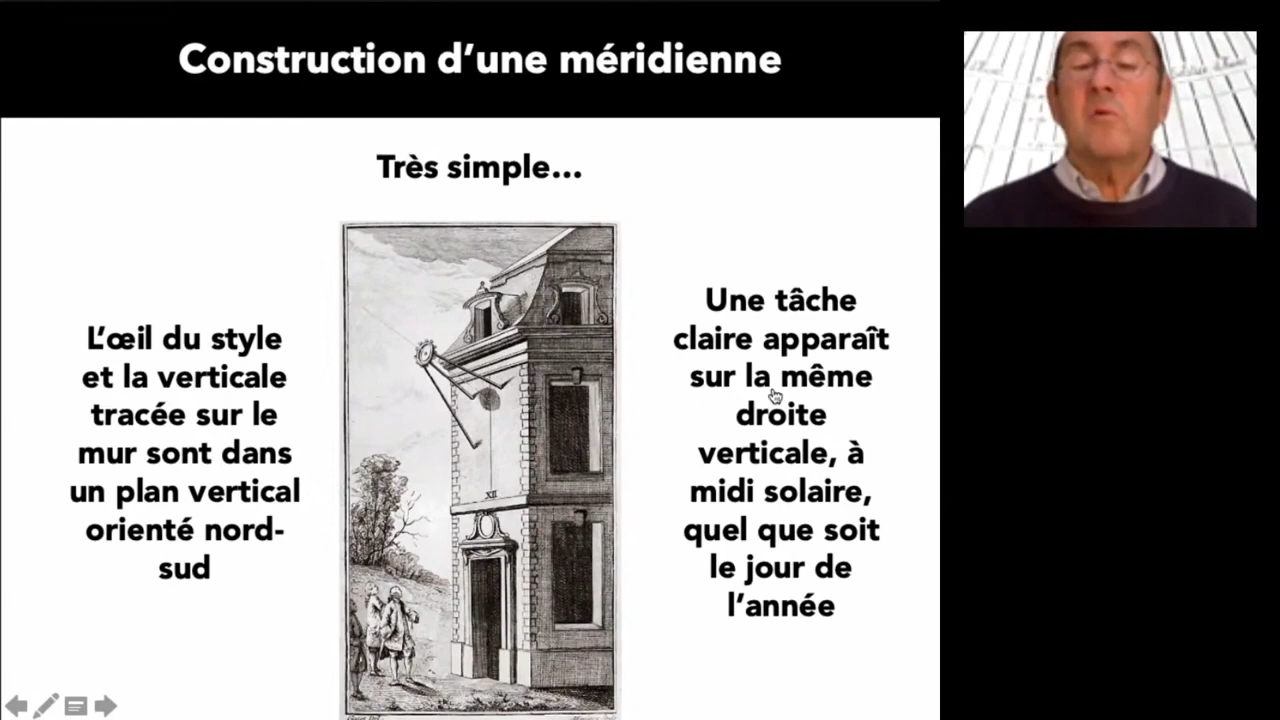 Construction d’une méridienne
Très simple...
L’œil du style
et la verticale
tracée sur le
mur sont dans
un plan vertical
orienté nord-
sud
XII
Une tâche
claire apparaît
sur la même
droite
verticale, à
midi solaire,
quel que soit
le jour de
l’année